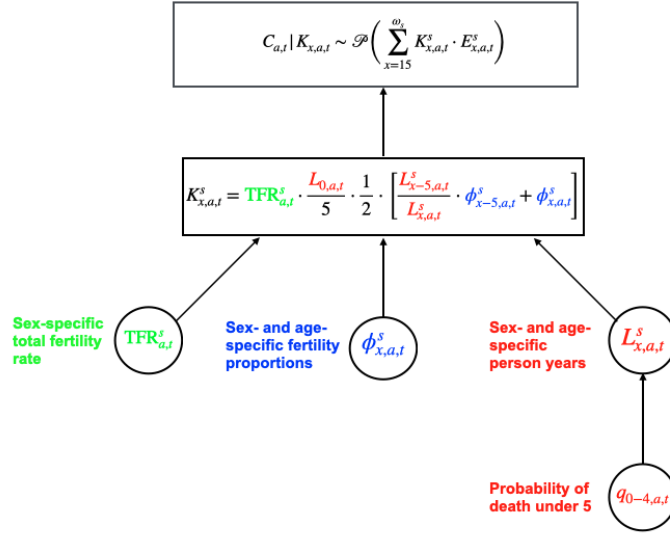 C_{a,t} | K_{x,a,t} ∼ 𝒫( ∑_{x=15}^{ω_s} K^s_{x,a,t} · E^s_{x,a,t} )
K^s_{x,a,t} = TFR^s_{a,t} · L_{0,a,t}/5 · 1/2 · [ L^s_{x-5,a,t}/L^s_{x,a,t} · ϕ^s_{x-5,a,t} + ϕ^s_{x,a,t} ]
Sex-specific
total fertility
rate
TFR^s_{a,t}
Sex- and age-
specific fertility
proportions
ϕ^s_{x,a,t}
Sex- and age-
specific
person years
L^s_{x,a,t}
Probability of
death under 5
q_{0-4,a,t}